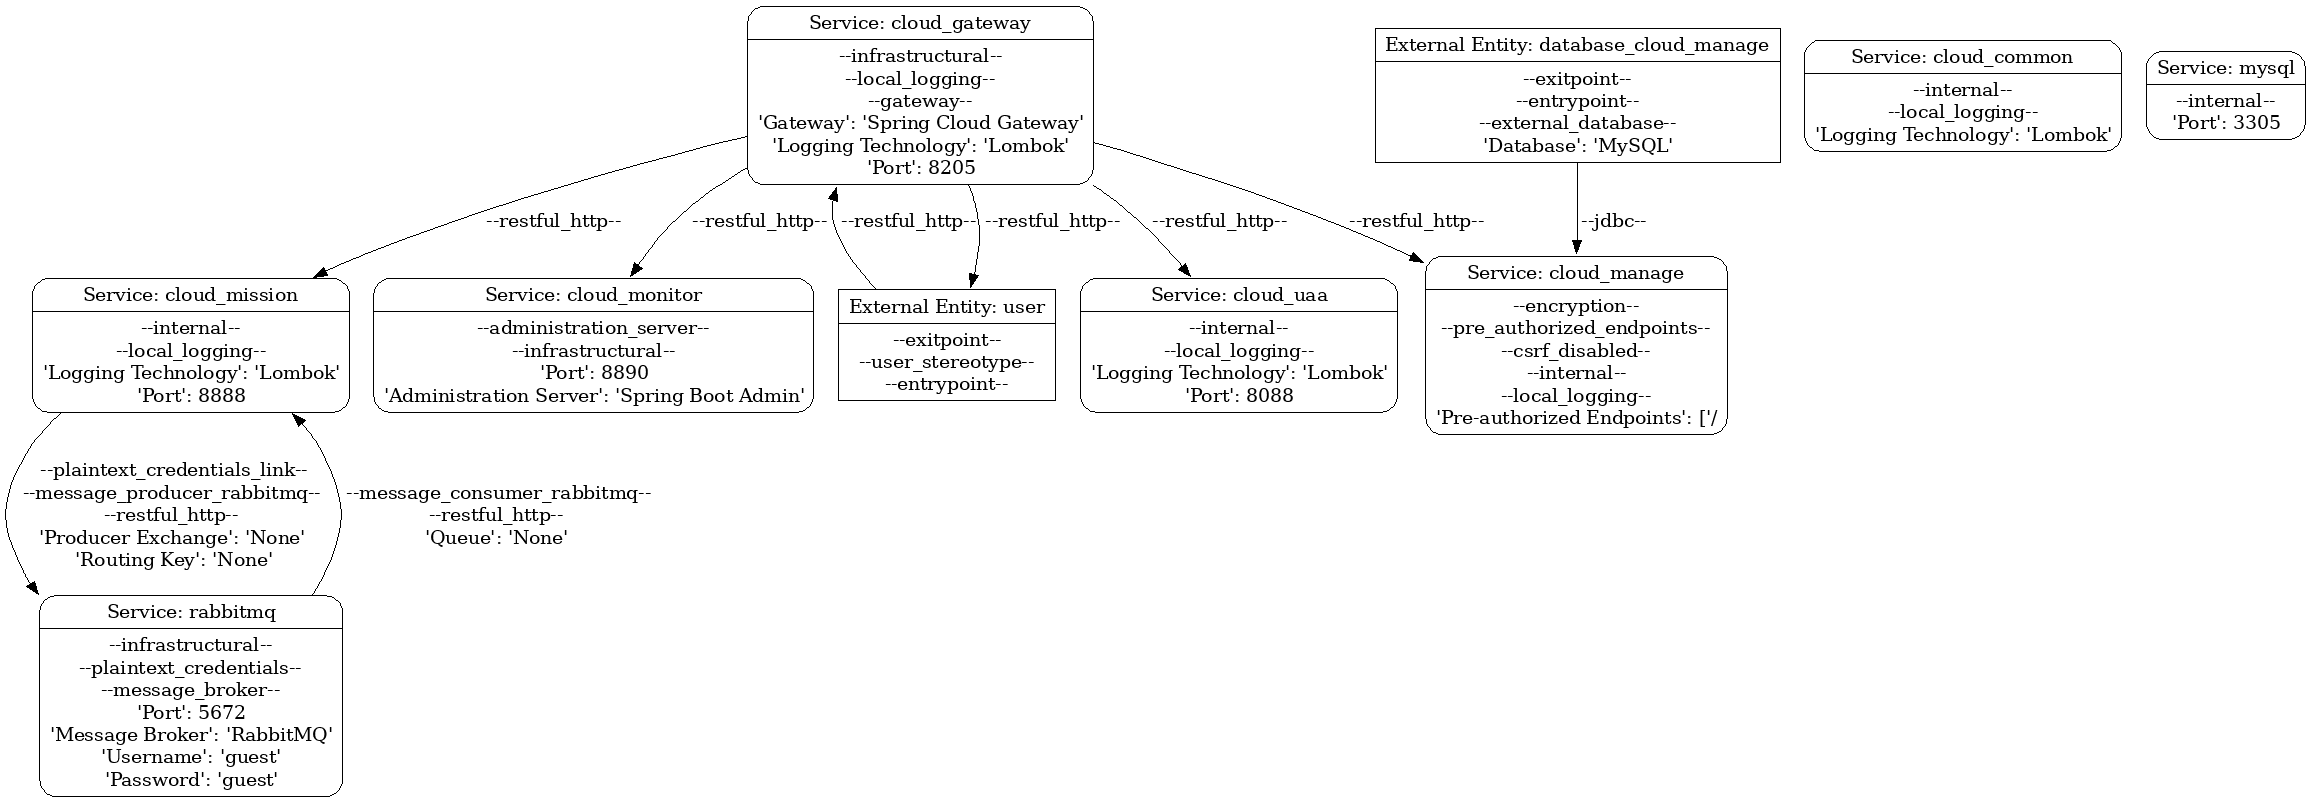 Service: cloud_gateway
--infrastructural--
--local_logging--
--gateway--
'Gateway': 'Spring Cloud Gateway'
'Logging Technology': 'Lombok'
'Port': 8205
External Entity: database_cloud_manage
--exitpoint--
--entrypoint--
--external_database--
'Database': 'MySQL'
Service: cloud_common
--internal--
--local_logging--
'Logging Technology': 'Lombok'
Service: mysql
--internal--
'Port': 3305
--restful_http--
--restful_http--
--restful_http--
--restful_http--
--restful_http--
--restful_http--
--jdbc--
Service: cloud_mission
--internal--
--local_logging--
'Logging Technology': 'Lombok'
'Port': 8888
Service: cloud_monitor
--administration_server--
--infrastructural--
'Port': 8890
'Administration Server': 'Spring Boot Admin'
External Entity: user
--exitpoint--
--user_stereotype--
--entrypoint--
Service: cloud_uaa
--internal--
--local_logging--
'Logging Technology': 'Lombok'
'Port': 8088
Service: cloud_manage
--encryption--
--pre_authorized_endpoints--
--csrf_disabled--
--internal--
--local_logging--
'Pre-authorized Endpoints': ['/
--plaintext_credentials_link--
--message_producer_rabbitmq--
--restful_http--
'Producer Exchange': 'None'
'Routing Key': 'None'
--message_consumer_rabbitmq--
--restful_http--
'Queue': 'None'
Service: rabbitmq
--infrastructural--
--plaintext_credentials--
--message_broker--
'Port': 5672
'Message Broker': 'RabbitMQ'
'Username': 'guest'
'Password': 'guest'